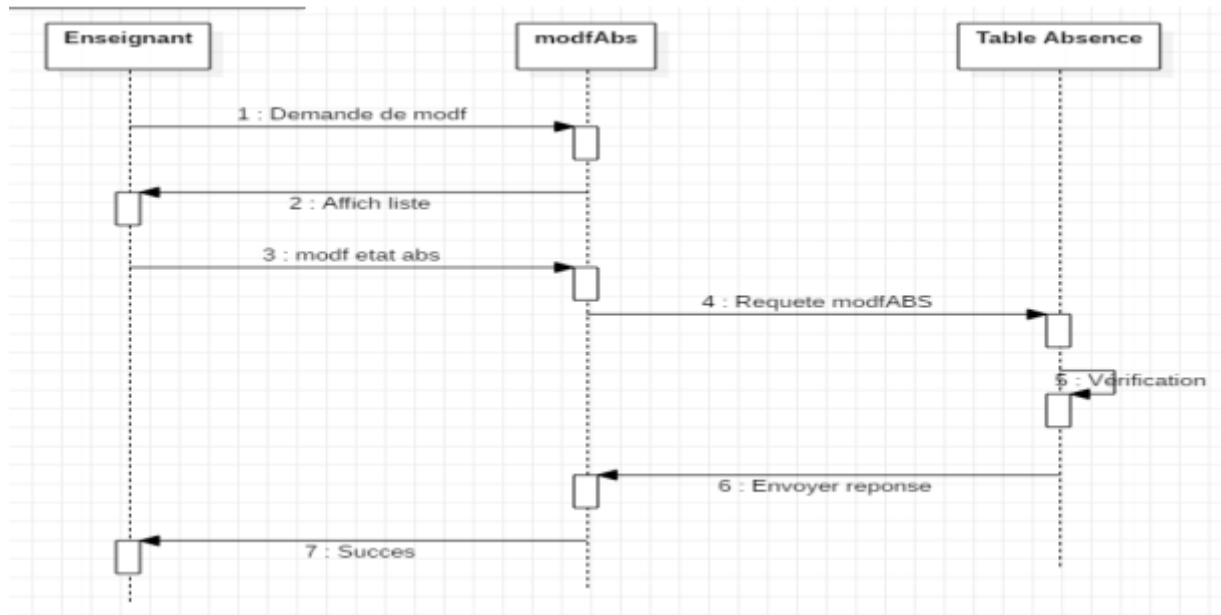 Enseignant
modfAbs
Table Absence
1 : Demande de modf
2 : Affich liste
3 : modf etat abs
4 : Requete modfABS
5 : Vérification
6 : Envoyer reponse
7 : Succes